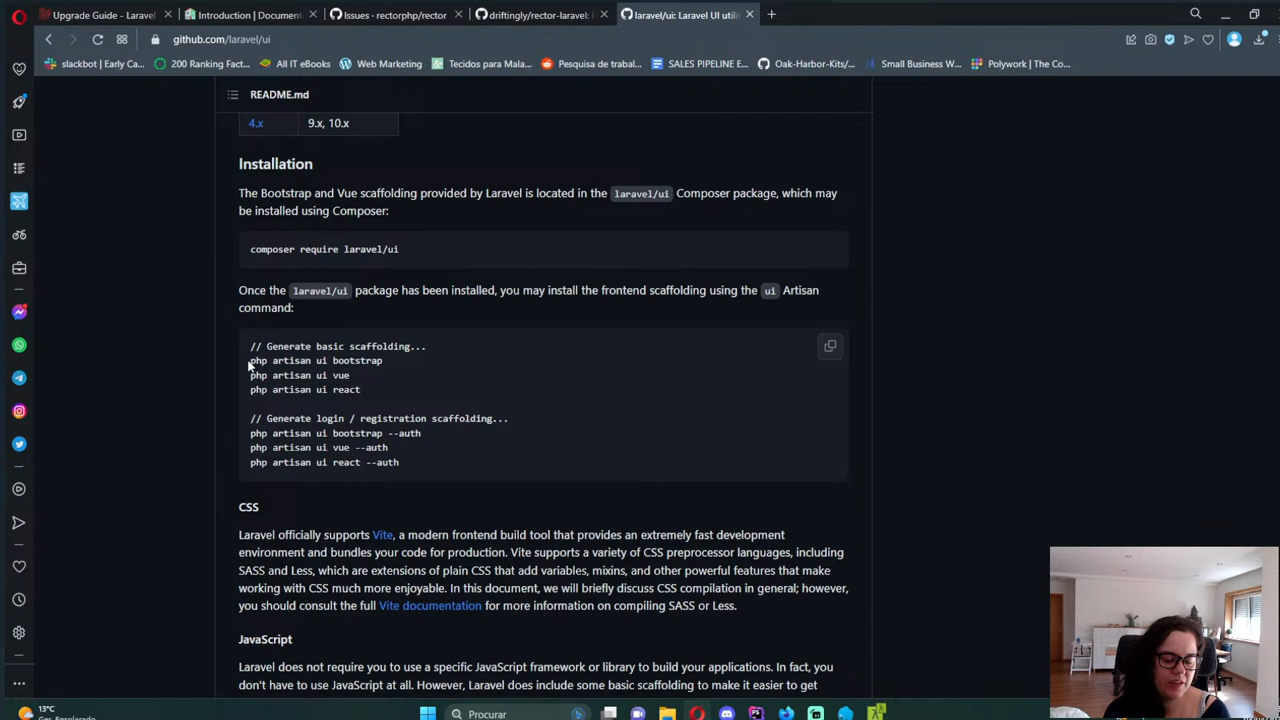 Upgrade Guide - Laravel
Introduction | Document
Issues · rectorphp/rector
driftingly/rector-laravel:
laravel/ui: Laravel UI utili
github.com/laravel/ui
slackbot | Early Ca...
200 Ranking Fact...
All IT eBooks
Web Marketing
Tecidos para Mala...
Pesquisa de trabal...
SALES PIPELINE E...
Oak-Harbor-Kits/...
Small Business W...
Polywork | The Co...
README.md
4.x 9.x, 10.x
Installation
The Bootstrap and Vue scaffolding provided by Laravel is located in the laravel/ui Composer package, which may
be installed using Composer:
composer require laravel/ui
Once the laravel/ui package has been installed, you may install the frontend scaffolding using the ui Artisan
command:
// Generate basic scaffolding...
php artisan ui bootstrap
php artisan ui vue
php artisan ui react
// Generate login / registration scaffolding...
php artisan ui bootstrap --auth
php artisan ui vue --auth
php artisan ui react --auth
CSS
Laravel officially supports Vite, a modern frontend build tool that provides an extremely fast development
environment and bundles your code for production. Vite supports a variety of CSS preprocessor languages, including
SASS and Less, which are extensions of plain CSS that add variables, mixins, and other powerful features that make
working with CSS much more enjoyable. In this document, we will briefly discuss CSS compilation in general; however,
you should consult the full Vite documentation for more information on compiling SASS or Less.
JavaScript
Laravel does not require you to use a specific JavaScript framework or library to build your applications. In fact, you
don't have to use JavaScript at all. However, Laravel does include some basic scaffolding to make it easier to get
13°C
Ger. Ensolarado
Procurar